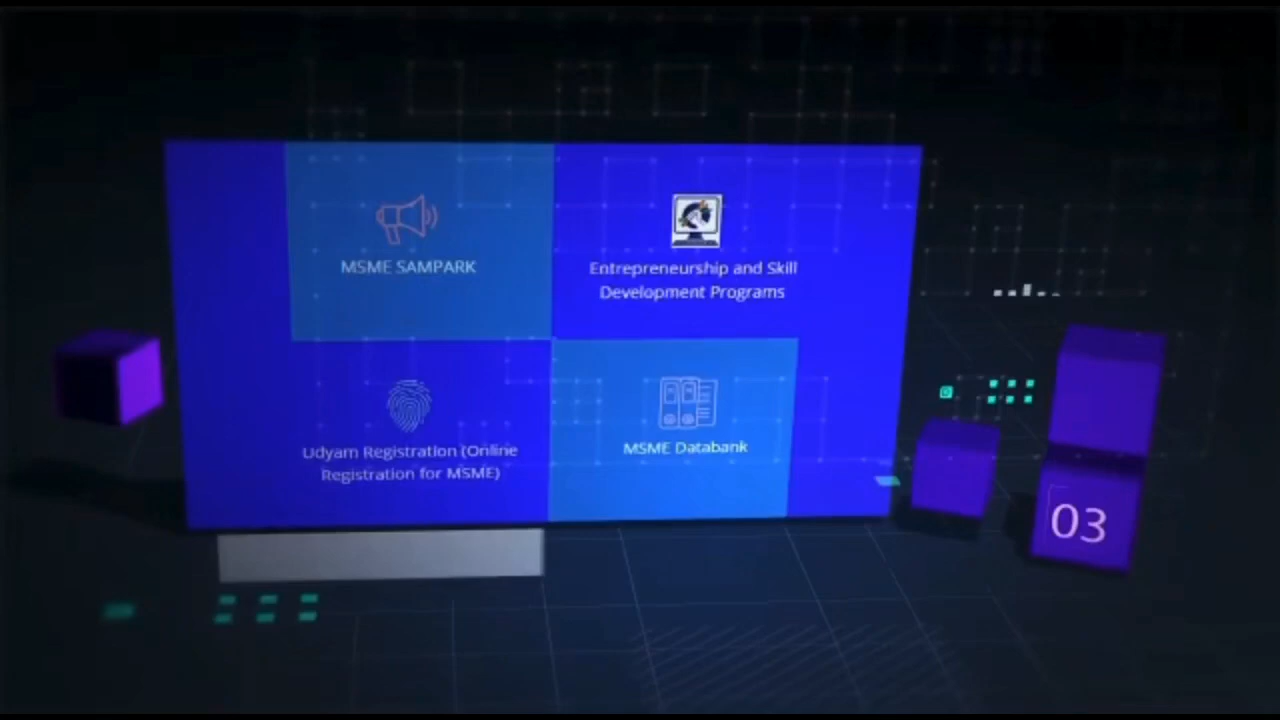 MSME SAMPARK
Entrepreneurship and Skill
Development Programs
Udyam Registration (Online
Registration for MSME)
MSME Databank
03